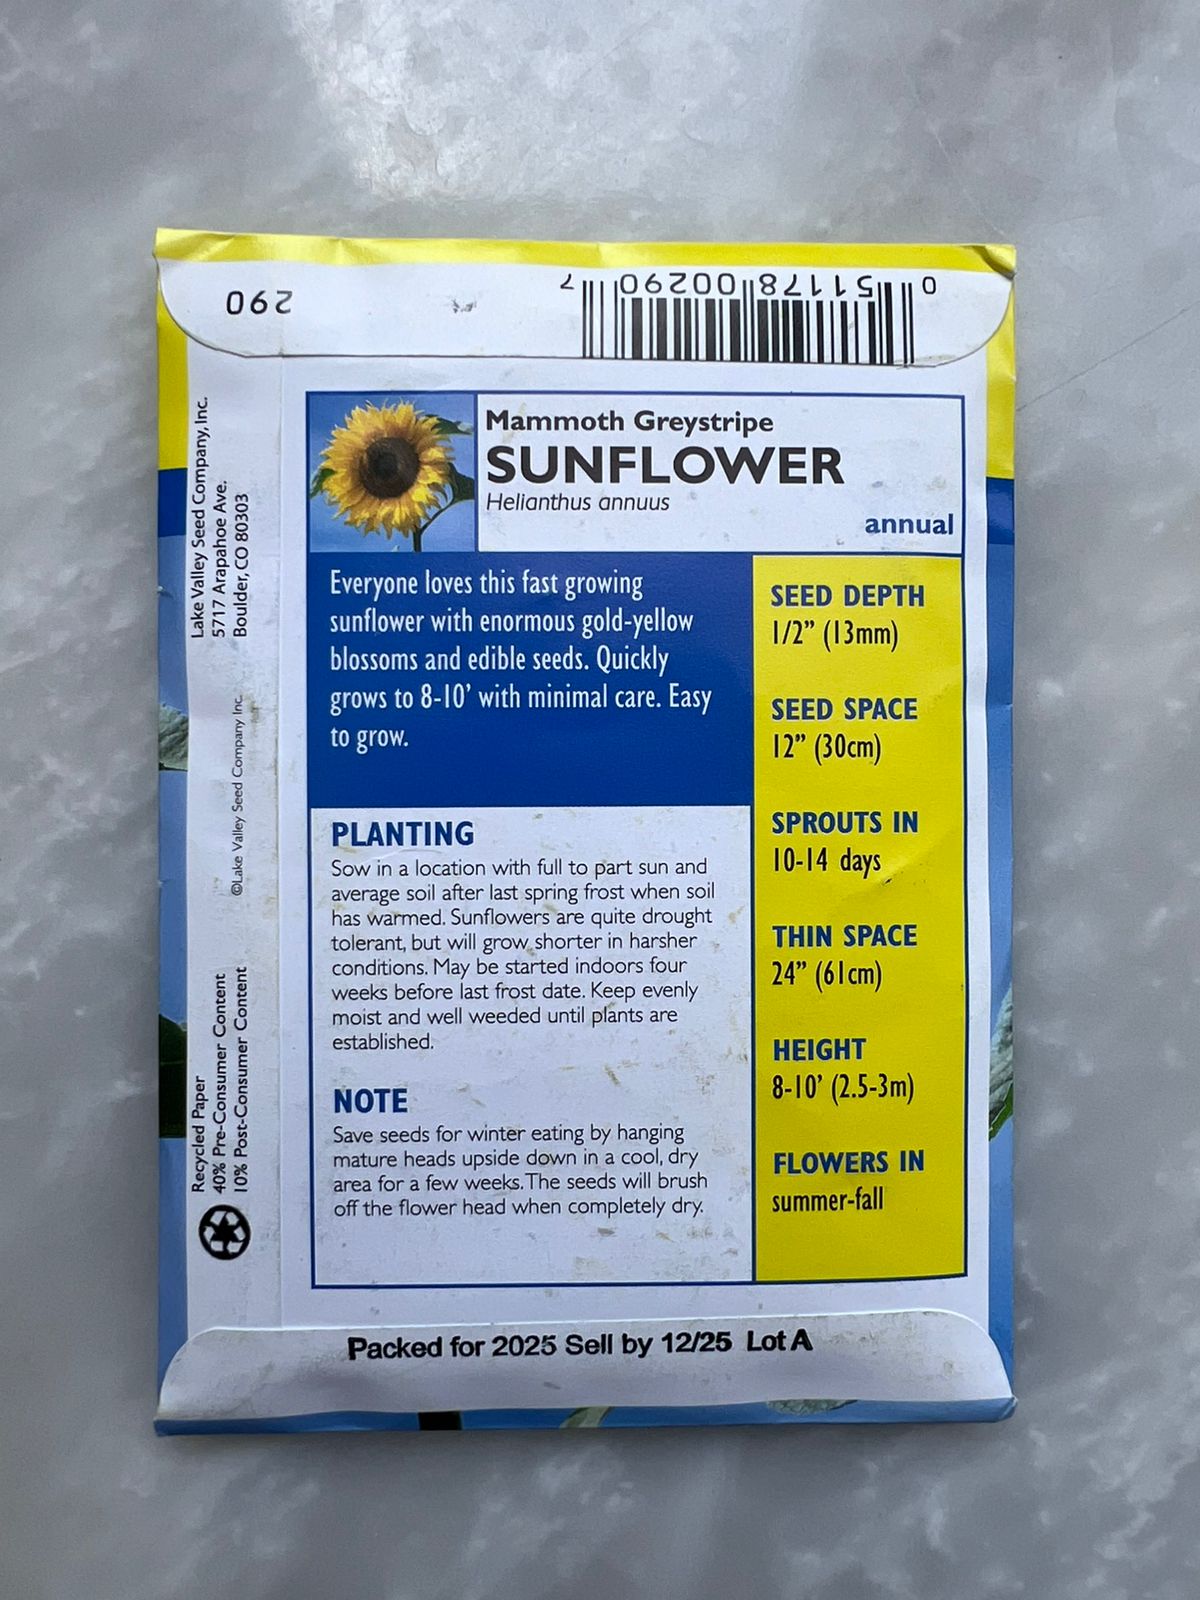 290
0 51178 00290 7
Mammoth Greystripe
SUNFLOWER
Helianthus annuus
annual
Everyone loves this fast growing
sunflower with enormous gold-yellow
blossoms and edible seeds. Quickly
grows to 8-10’ with minimal care. Easy
to grow.
PLANTING
Sow in a location with full to part sun and
average soil after last spring frost when soil
has warmed. Sunflowers are quite drought
tolerant, but will grow shorter in harsher
conditions. May be started indoors four
weeks before last frost date. Keep evenly
moist and well weeded until plants are
established.
NOTE
Save seeds for winter eating by hanging
mature heads upside down in a cool, dry
area for a few weeks. The seeds will brush
off the flower head when completely dry.
SEED DEPTH
1/2” (13mm)
SEED SPACE
12” (30cm)
SPROUTS IN
10-14 days
THIN SPACE
24” (61cm)
HEIGHT
8-10’ (2.5-3m)
FLOWERS IN
summer-fall
Lake Valley Seed Company, Inc.
5717 Arapahoe Ave.
Boulder, CO 80303
©Lake Valley Seed Company Inc.
Recycled Paper
40% Pre-Consumer Content
10% Post-Consumer Content
Packed for 2025 Sell by 12/25 Lot A